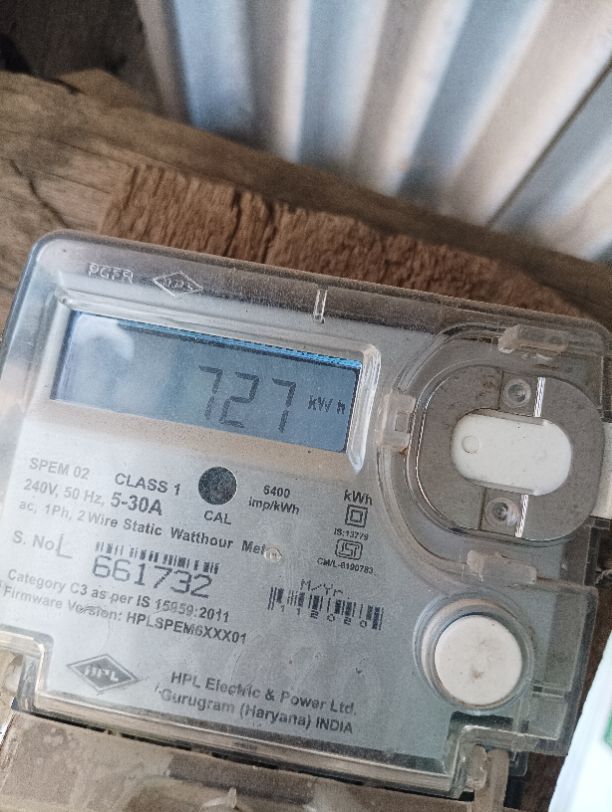 HPL
727 kWh
SPEM 02 CLASS 1
6400
imp/kWh
kWh
240V, 50 Hz, 5-30A
CAL
ac, 1Ph, 2 Wire Static Watthour Meter
IS:13779
CM/L-8190783
S. No L 661732
M/Yr
Category C3 as per IS 15959:2011
Firmware Version: HPLSPEM6XXX01
HPL
HPL Electric & Power Ltd.
Gurugram (Haryana) INDIA